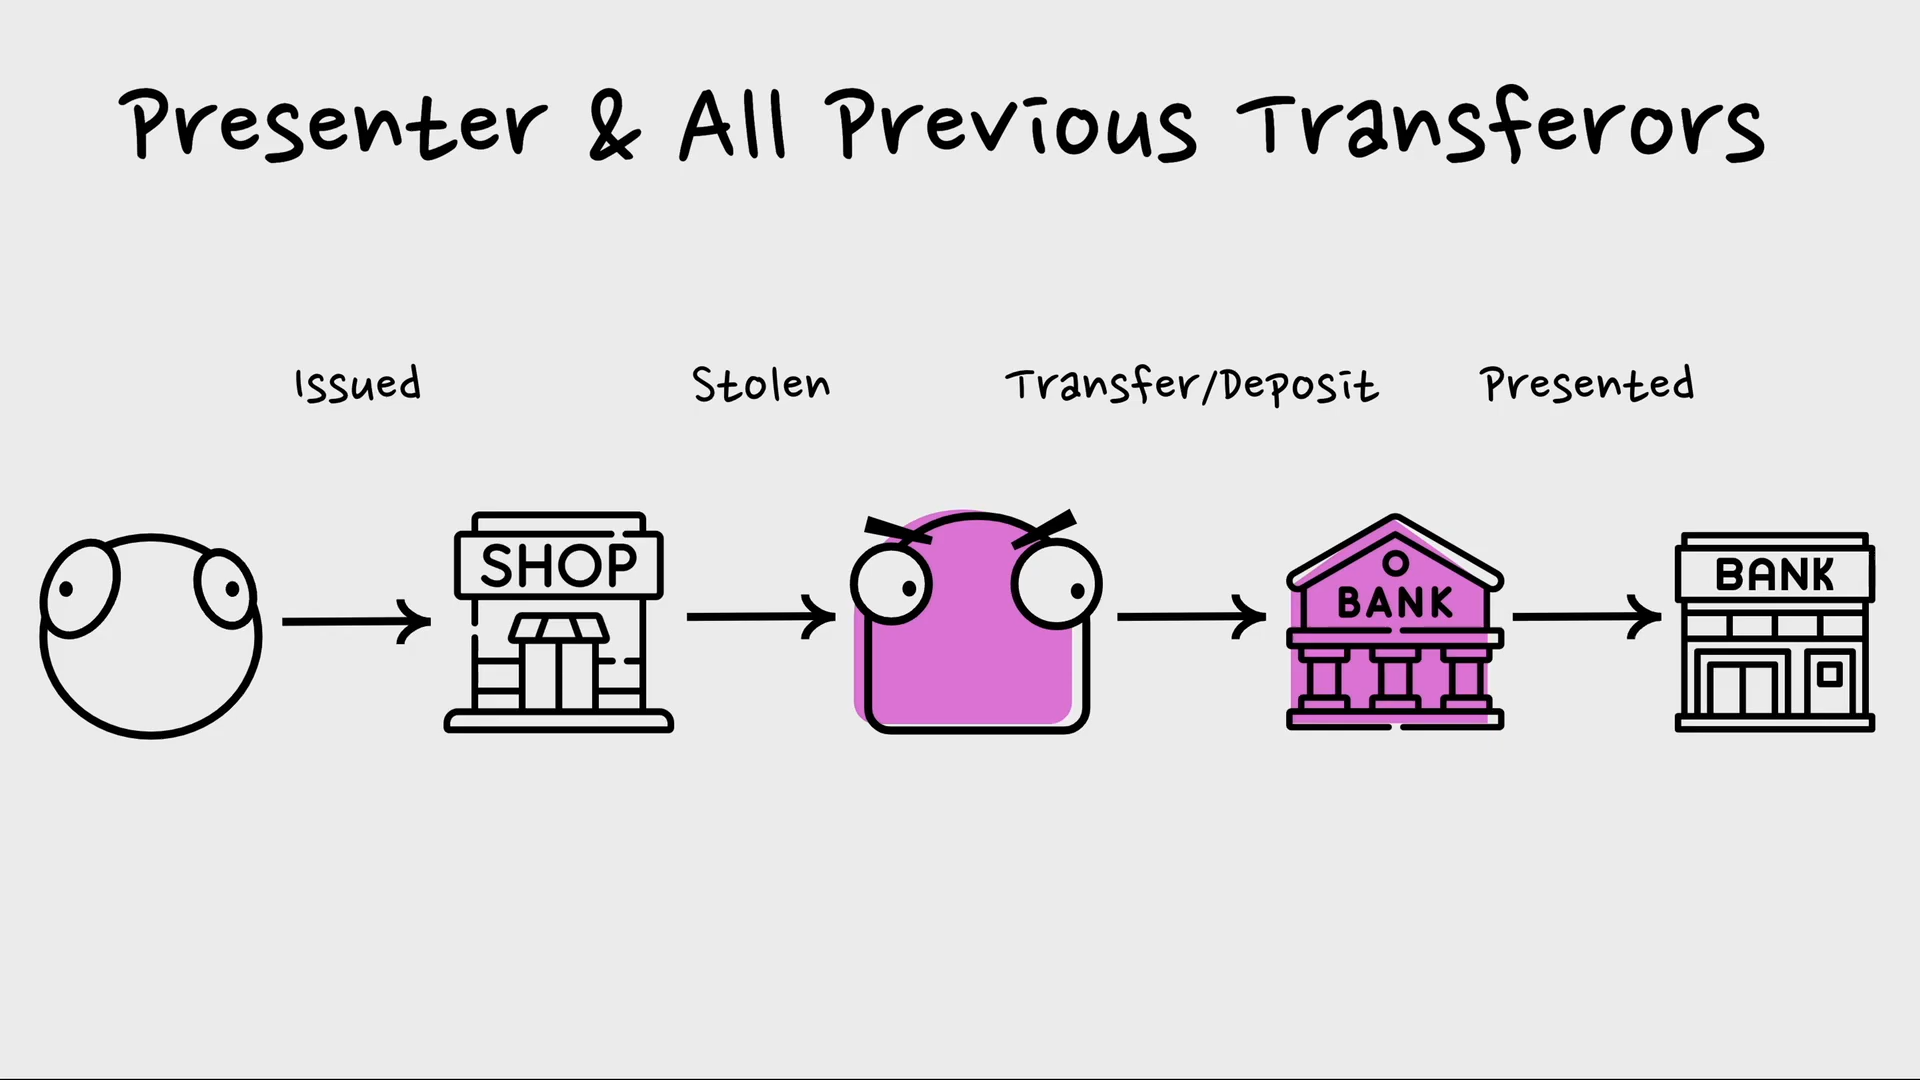 Presenter & All Previous Transferors
Issued Stolen Transfer/Deposit Presented
SHOP BANK BANK